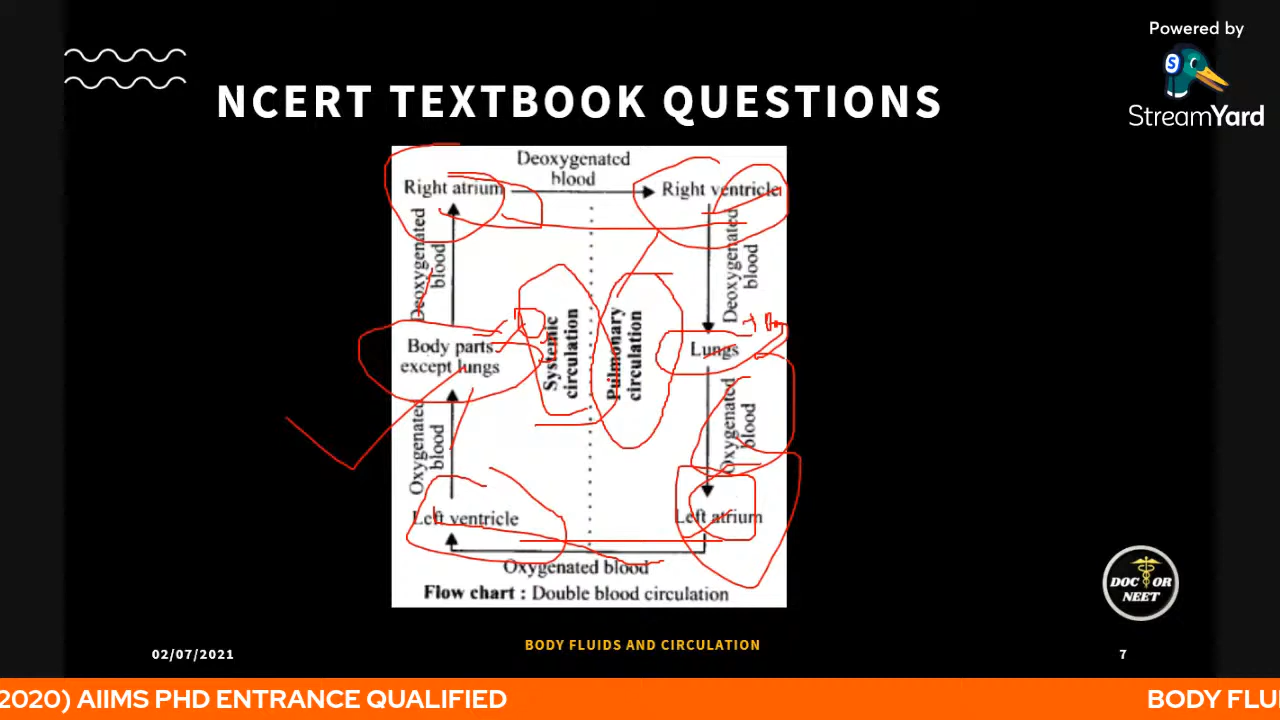 Powered by
StreamYard
NCERT TEXTBOOK QUESTIONS
Deoxygenated
blood
Right atrium
Right ventricle
Deoxygenated
blood
Deoxygenated
blood
Systemic
circulation
Pulmonary
circulation
Body parts
except lungs
Lungs
Oxygenated
blood
Oxygenated
blood
Left ventricle
Left atrium
Oxygenated blood
Flow chart : Double blood circulation
DOCTOR
NEET
02/07/2021
BODY FLUIDS AND CIRCULATION
7
2020) AIIMS PHD ENTRANCE QUALIFIED
BODY FLU